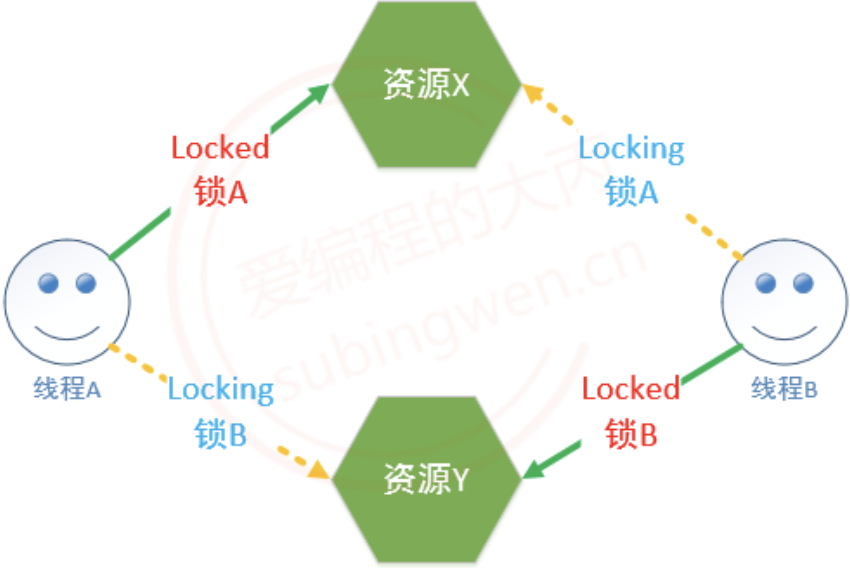 资源X
Locked
锁A
Locking
锁A
爱编程的大丙
subingwen.cn
线程A
线程B
Locking
锁B
Locked
锁B
资源Y